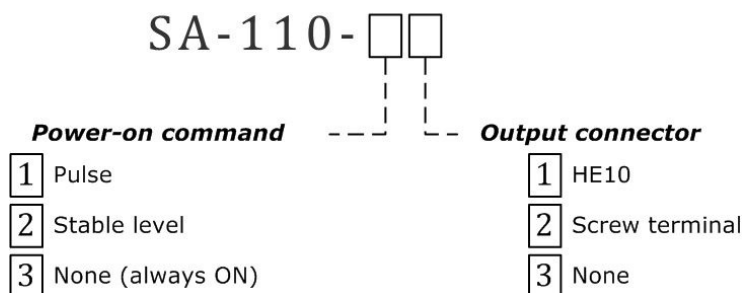 SA-110-
Power-on command
1 Pulse
2 Stable level
3 None (always ON)
Output connector
1 HE10
2 Screw terminal
3 None